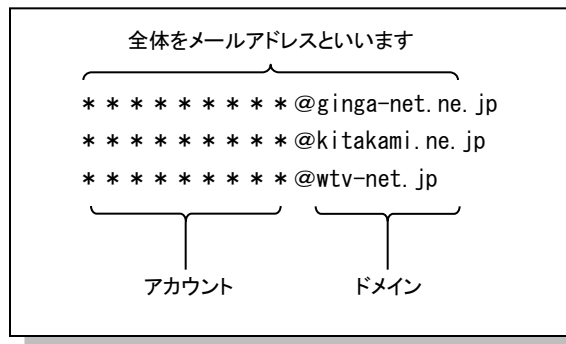 全体をメールアドレスといいます
＊＊＊＊＊＊＊＊＊＠ginga-net.ne.jp
＊＊＊＊＊＊＊＊＊＠kitakami.ne.jp
＊＊＊＊＊＊＊＊＊＠wtv-net.jp
アカウント ドメイン